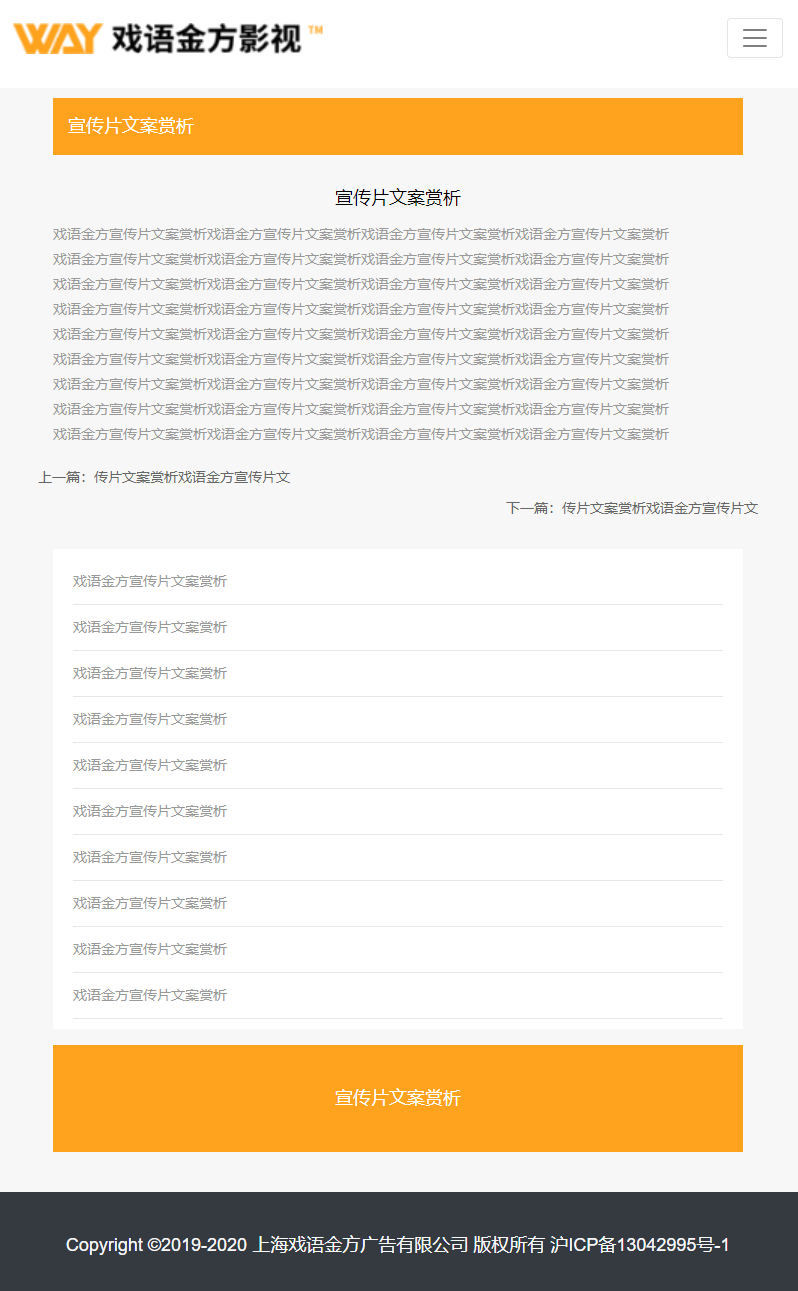 WAY 戏语金方影视 ™
宣传片文案赏析
宣传片文案赏析
戏语金方宣传片文案赏析戏语金方宣传片文案赏析戏语金方宣传片文案赏析戏语金方宣传片文案赏析
戏语金方宣传片文案赏析戏语金方宣传片文案赏析戏语金方宣传片文案赏析戏语金方宣传片文案赏析
戏语金方宣传片文案赏析戏语金方宣传片文案赏析戏语金方宣传片文案赏析戏语金方宣传片文案赏析
戏语金方宣传片文案赏析戏语金方宣传片文案赏析戏语金方宣传片文案赏析戏语金方宣传片文案赏析
戏语金方宣传片文案赏析戏语金方宣传片文案赏析戏语金方宣传片文案赏析戏语金方宣传片文案赏析
戏语金方宣传片文案赏析戏语金方宣传片文案赏析戏语金方宣传片文案赏析戏语金方宣传片文案赏析
戏语金方宣传片文案赏析戏语金方宣传片文案赏析戏语金方宣传片文案赏析戏语金方宣传片文案赏析
戏语金方宣传片文案赏析戏语金方宣传片文案赏析戏语金方宣传片文案赏析戏语金方宣传片文案赏析
戏语金方宣传片文案赏析戏语金方宣传片文案赏析戏语金方宣传片文案赏析戏语金方宣传片文案赏析
上一篇：传片文案赏析戏语金方宣传片文
下一篇：传片文案赏析戏语金方宣传片文
戏语金方宣传片文案赏析
戏语金方宣传片文案赏析
戏语金方宣传片文案赏析
戏语金方宣传片文案赏析
戏语金方宣传片文案赏析
戏语金方宣传片文案赏析
戏语金方宣传片文案赏析
戏语金方宣传片文案赏析
戏语金方宣传片文案赏析
戏语金方宣传片文案赏析
宣传片文案赏析
Copyright ©2019-2020 上海戏语金方广告有限公司 版权所有 沪ICP备13042995号-1